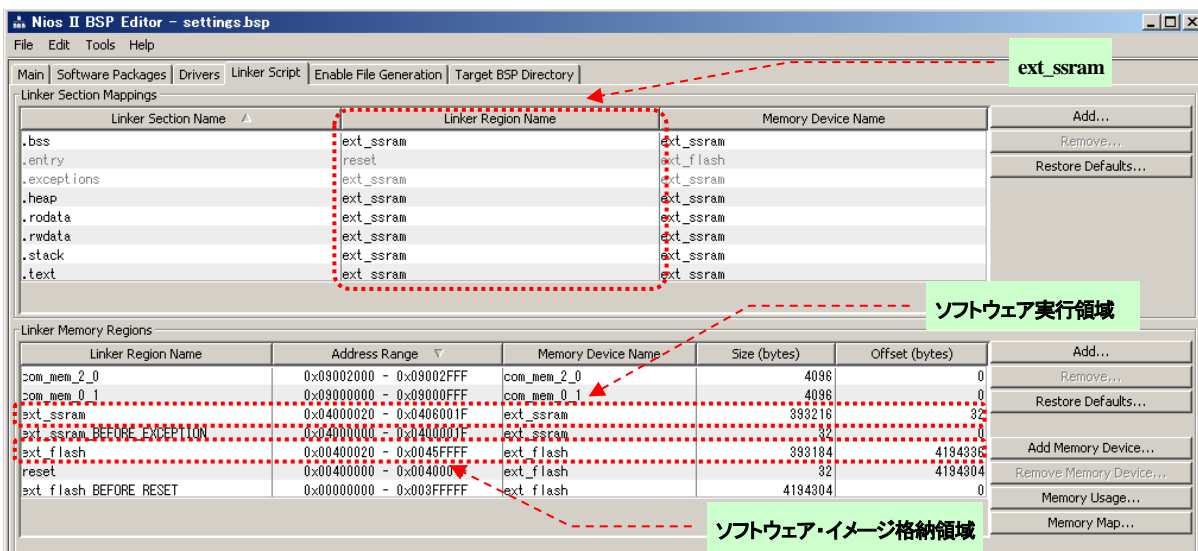 Nios II BSP Editor - settings.bsp
File Edit Tools Help
ext_ssram
Main Software Packages Drivers Linker Script Enable File Generation Target BSP Directory
Linker Section Mappings
Linker Section Name Linker Region Name Memory Device Name
.bss ext_ssram ext_ssram
.entry reset ext_flash
.exceptions ext_ssram ext_ssram
.heap ext_ssram ext_ssram
.rodata ext_ssram ext_ssram
.rwdata ext_ssram ext_ssram
.stack ext_ssram ext_ssram
.text ext_ssram ext_ssram
Add...
Remove...
Restore Defaults...
ソフトウェア実行領域
Linker Memory Regions
Linker Region Name Address Range Memory Device Name Size (bytes) Offset (bytes)
com_mem_2_0 0x09002000 - 0x09002FFF com_mem_2_0 4096 0
com_mem_0_1 0x09000000 - 0x09000FFF com_mem_0_1 4096 0
ext_ssram 0x04000020 - 0x0406001F ext_ssram 393216 32
ext_ssram_BEFORE_EXCEPTION 0x04000000 - 0x0400001F ext_ssram 32 0
ext_flash 0x00400020 - 0x0045FFFF ext_flash 393184 4194336
reset 0x00400000 - 0x0040001F ext_flash 32 4194304
ext_flash_BEFORE_RESET 0x00000000 - 0x003FFFFF ext_flash 4194304 0
Add...
Remove...
Restore Defaults...
Add Memory Device...
Remove Memory Device...
Memory Usage...
Memory Map...
ソフトウェア・イメージ格納領域